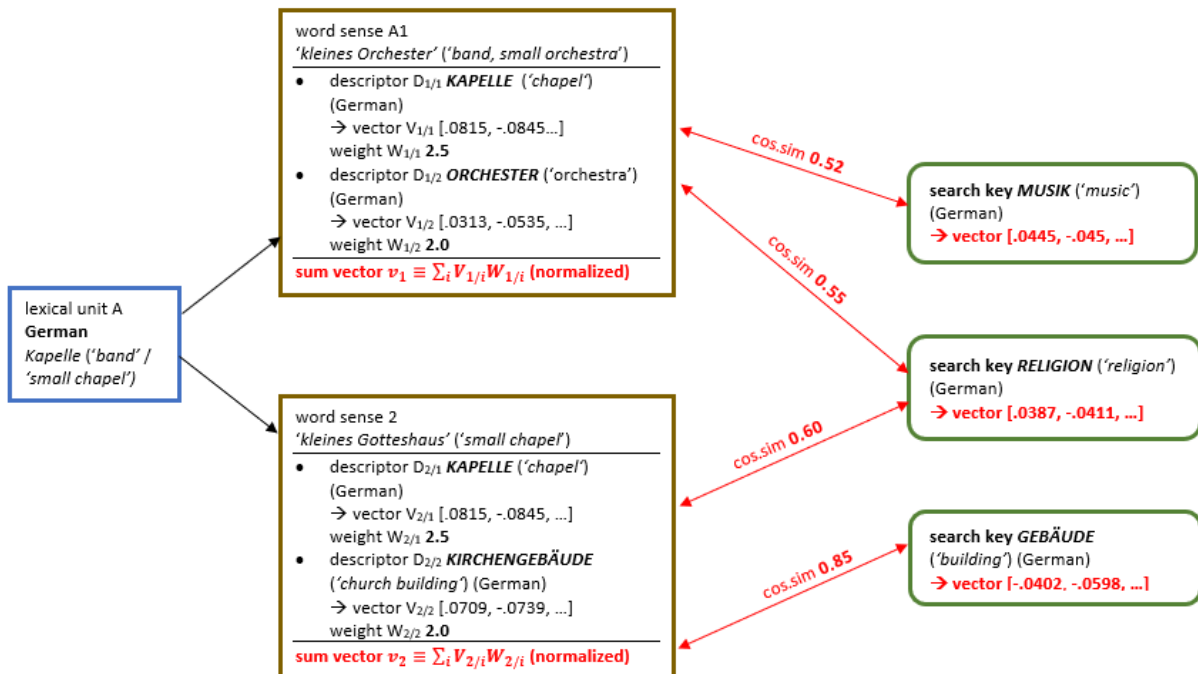 lexical unit A
German
Kapelle (‘band’ /
‘small chapel’)
word sense A1
‘kleines Orchester’ (‘band, small orchestra’)
• descriptor D1/1 KAPELLE (‘chapel‘)
(German)
→ vector V1/1 [.0815, -.0845…]
weight W1/1 2.5
• descriptor D1/2 ORCHESTER (‘orchestra’)
(German)
→ vector V1/2 [.0313, -.0535, …]
weight W1/2 2.0
sum vector v1 ≡ ∑i V1/iW1/i (normalized)
word sense 2
‘kleines Gotteshaus’ (‘small chapel’)
• descriptor D2/1 KAPELLE (‘chapel‘)
(German)
→ vector V2/1 [.0815, -.0845, …]
weight W2/1 2.5
• descriptor D2/2 KIRCHENGEBÄUDE
(‘church building’) (German)
→ vector V2/2 [.0709, -.0739, …]
weight W2/2 2.0
sum vector v2 ≡ ∑i V2/iW2/i (normalized)
cos.sim 0.52
cos.sim 0.55
cos.sim 0.60
cos.sim 0.85
search key MUSIK (‘music’)
(German)
→ vector [.0445, -.045, …]
search key RELIGION (‘religion’)
(German)
→ vector [.0387, -.0411, …]
search key GEBÄUDE
(‘building’) (German)
→ vector [-.0402, -.0598, …]